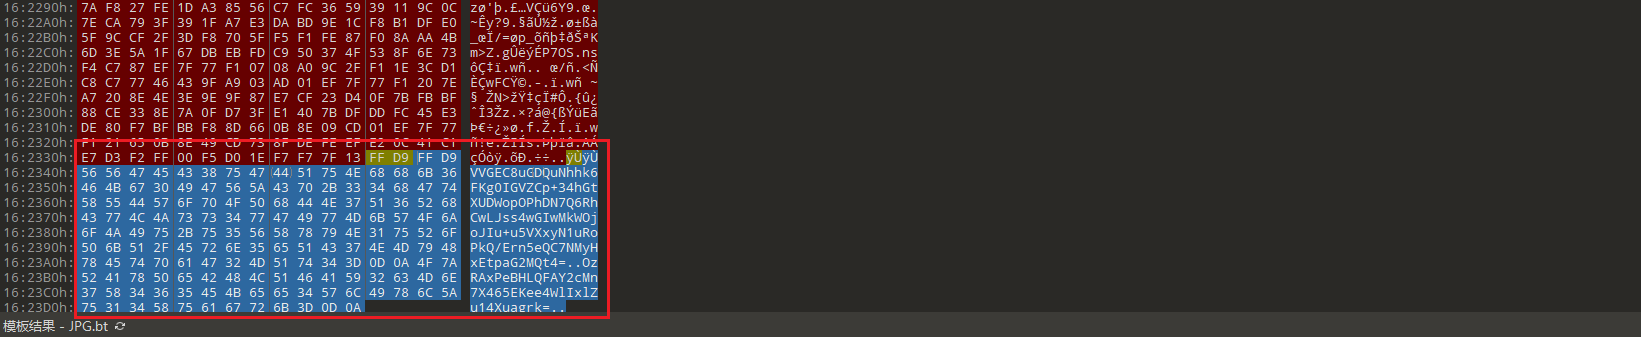 16:2290h: 7A F8 27 FE 1D A3 85 56 C7 FC 36 59 39 11 9C 0C zø'þ.£…VÇü6Y9.œ.
16:22A0h: 7E CA 79 3F 39 1F A7 E3 DA BD 9E 1C F8 B1 DF E0 ~Êy?9.§ãÚ½ž.ø±ßà
16:22B0h: 5F 9C CF 2F 3D F8 70 5F F5 F1 FE 87 F0 8A AA 4B _œÏ/=øp_õñþ‡ðŠªK
16:22C0h: 6D 3E 5A 1F 67 DB EB FD C9 50 37 4F 53 8F 6E 73 m>Z.gÛëýÉP7OS.ns
16:22D0h: F4 C7 87 EF 7F 77 F1 07 08 A0 9C 2F F1 1E 3C D1 ôÇ‡ï.wñ.. œ/ñ.<Ñ
16:22E0h: C8 C7 77 46 43 9F A9 03 AD 01 EF 7F 77 F1 20 7E ÈÇwFCŸ©.-.ï.wñ ~
16:22F0h: A7 20 8E 4E 3E 9E 9F 87 E7 CF 23 D4 0F 7B FB BF § ŽN>žŸ‡çÏ#Ô.{û¿
16:2300h: 88 CE 33 8E 7A 0F D7 3F E1 40 7B DF DD FC 45 E3 ˆÎ3Žz.×?á@{ßÝüEã
16:2310h: DE 80 F7 BF BB F8 8D 66 0B 8E 09 CD 01 EF 7F 77 Þ€÷¿»ø.f.Ž.Í.ï.w
16:2320h:
16:2330h: E7 D3 F2 FF 00 F5 D0 1E F7 F7 7F 13 FF D9 FF D9 çÓòÿ.õÐ.÷÷..ÿÙÿÙ
16:2340h: 56 56 47 45 43 38 75 47 44 51 75 4E 68 68 6B 36 VVGEC8uGDQuNhhk6
16:2350h: 46 4B 67 30 49 47 56 5A 43 70 2B 33 34 68 47 74 FKg0IGVZCp+34hGt
16:2360h: 58 55 44 57 6F 70 4F 50 68 44 4E 37 51 36 52 68 XUDWopOPhDN7Q6Rh
16:2370h: 43 77 4C 4A 73 73 34 77 47 49 77 4D 6B 57 4F 6A CwLJss4wGIwMkWOj
16:2380h: 6F 4A 49 75 2B 75 35 56 58 78 79 4E 31 75 52 6F oJIu+u5VXxyN1uRo
16:2390h: 50 6B 51 2F 45 72 6E 35 65 51 43 37 4E 4D 79 48 PkQ/Ern5eQC7NMyH
16:23A0h: 78 45 74 70 61 47 32 4D 51 74 34 3D 0D 0A 4F 7A xEtpaG2MQt4=..Oz
16:23B0h: 52 41 78 50 65 42 48 4C 51 46 41 59 32 63 4D 6E RAxPeBHLQFAY2cMn
16:23C0h: 37 58 34 36 35 45 4B 65 65 34 57 6C 49 78 6C 5A 7X465EKee4WlIxlZ
16:23D0h: 75 31 34 58 75 61 67 72 6B 3D 0D 0A u14Xuagrk=..
模板结果 - JPG.bt